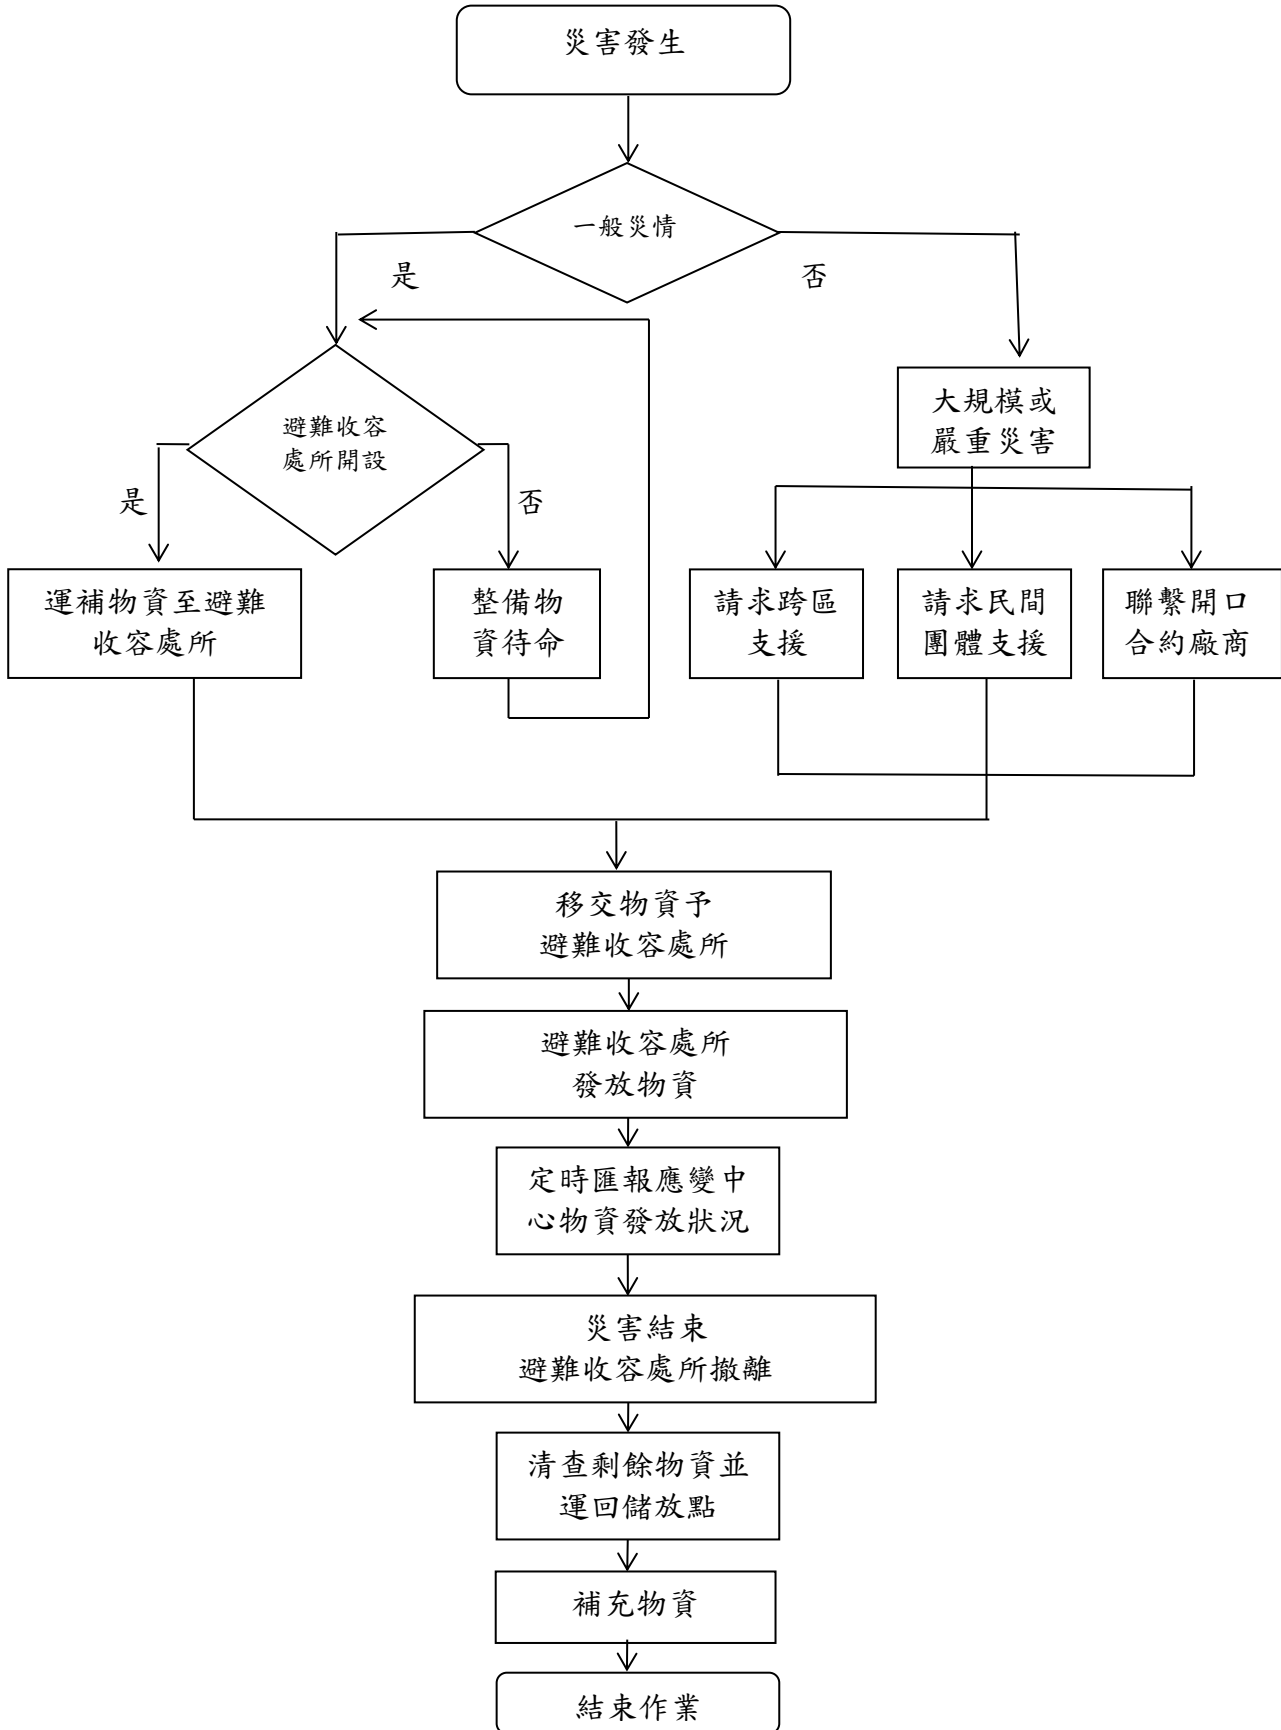 災害發生
一般災情
是
否
避難收容
處所開設
是
否
大規模或
嚴重災害
運補物資至避難
收容處所
整備物
資待命
請求跨區
支援
請求民間
團體支援
聯繫開口
合約廠商
移交物資予
避難收容處所
避難收容處所
發放物資
定時匯報應變中
心物資發放狀況
災害結束
避難收容處所撤離
清查剩餘物資並
運回儲放點
補充物資
結束作業